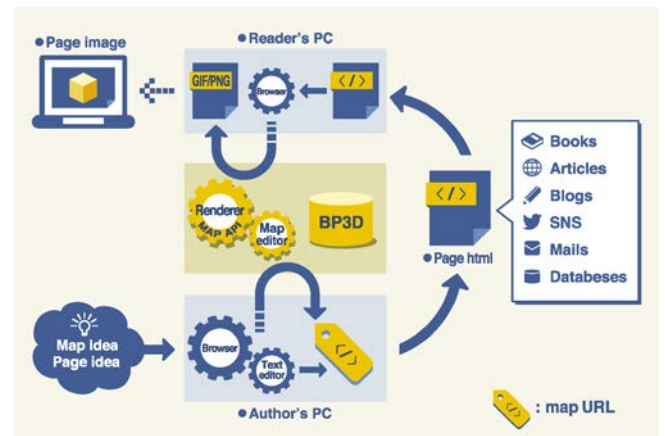 ●Page image
●Reader's PC
GIF/PNG
Browser
</>
Renderer
MAP API
Map
editor
BP3D
</>
●Page html
Books
Articles
Blogs
SNS
Mails
Databeses
Map idea
Page idea
Browser
Text
editor
</>
●Author's PC
</>
: map URL